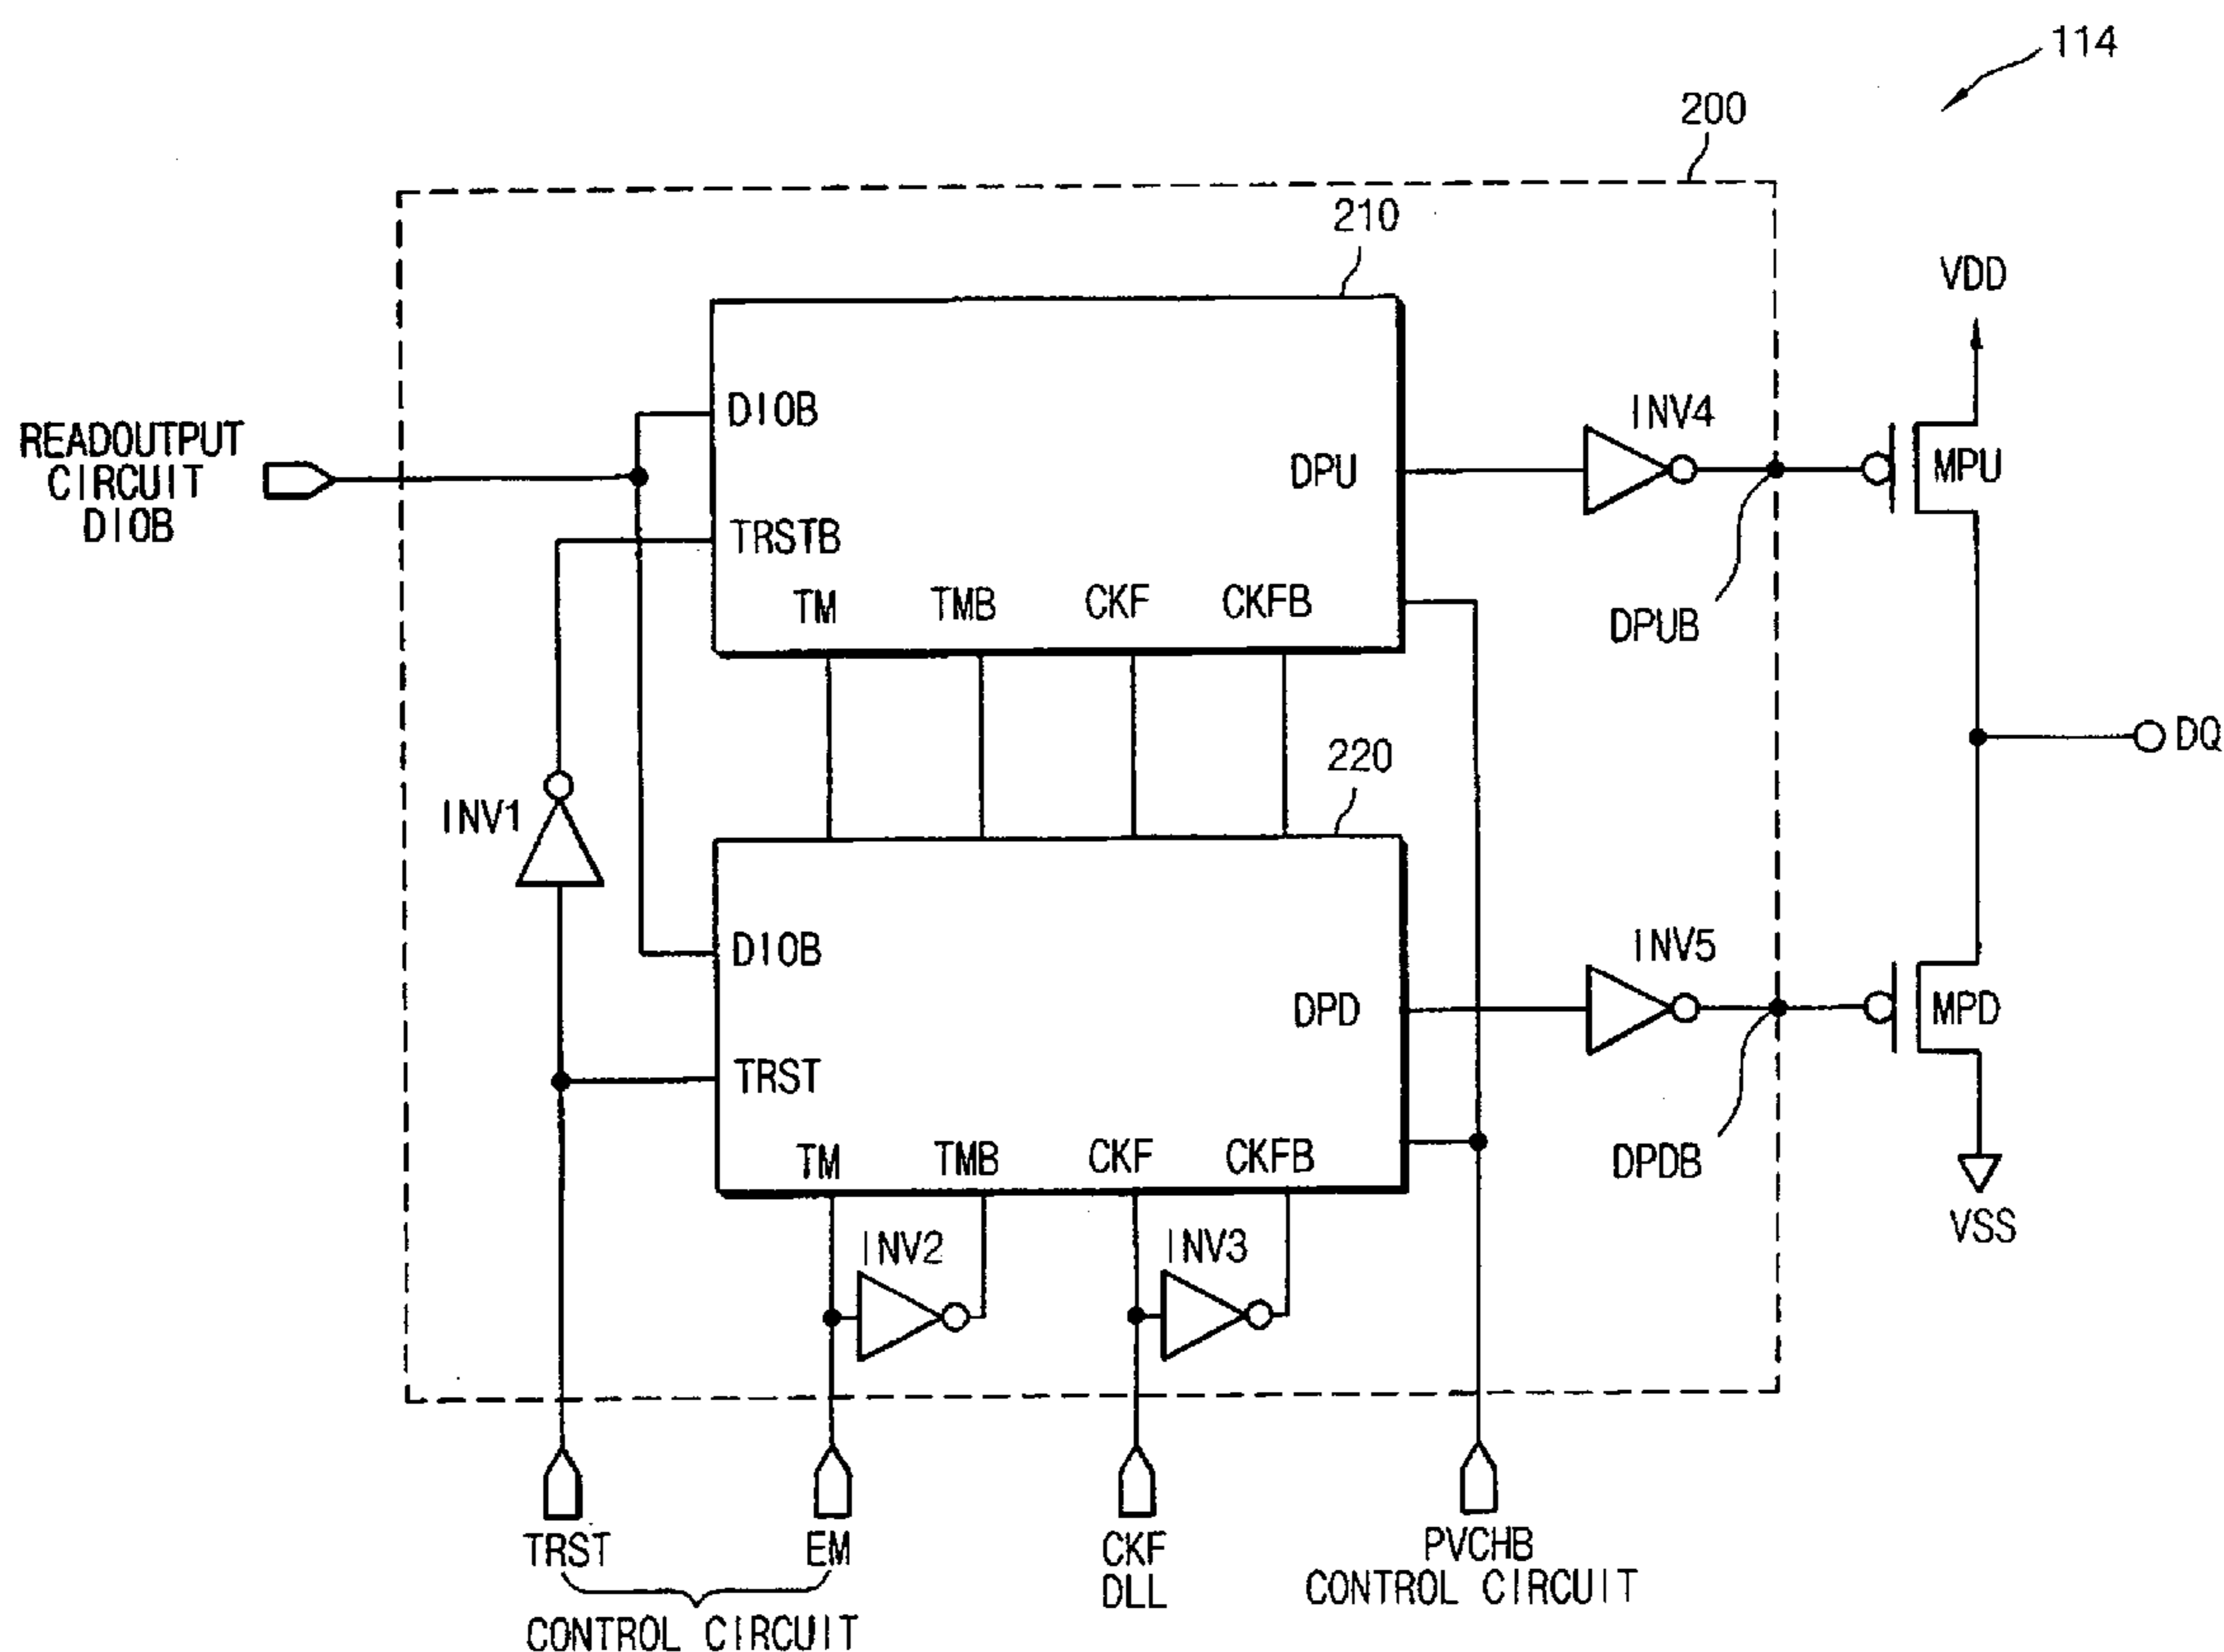 114
200
210
VDD
READOUTPUT
CIRCUIT
DIOB
DIOB
TRSTB
TM
TMB
CKF
CKFB
DPU
INV4
MPU
DPUB
DQ
INV1
220
DIOB
TRST
TM
TMB
CKF
CKFB
DPD
INV5
MPD
DPDB
VSS
INV2
INV3
TRST
EM
CONTROL CIRCUIT
CKF
DLL
PVCHB
CONTROL CIRCUIT